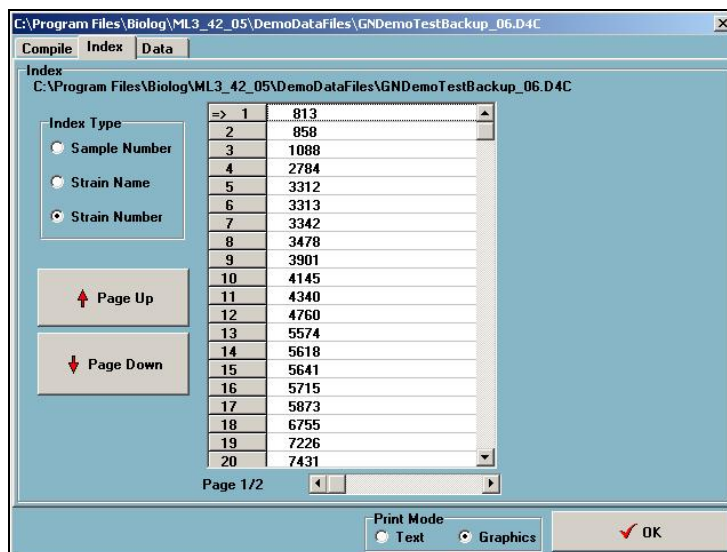 C:\Program Files\Biolog\ML3_42_05\DemoDataFiles\GNDemoTestBackup_06.D4C
Compile Index Data
Index
C:\Program Files\Biolog\ML3_42_05\DemoDataFiles\GNDemoTestBackup_06.D4C
Index Type
Sample Number
Strain Name
Strain Number
Page Up
Page Down
=> 1 813
2 858
3 1088
4 2784
5 3312
6 3313
7 3342
8 3478
9 3901
10 4145
11 4340
12 4760
13 5574
14 5618
15 5641
16 5715
17 5873
18 6755
19 7226
20 7431
Page 1/2
Print Mode
Text Graphics
OK